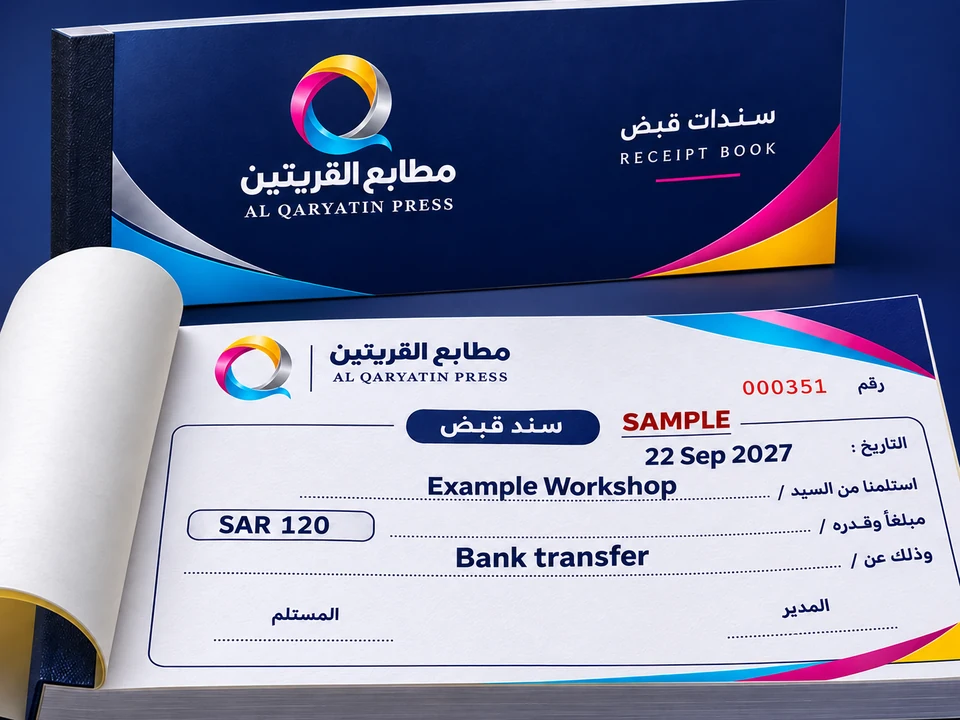 مطابع القريتين
AL QARYATIN PRESS
سندات قبض
RECEIPT BOOK
مطابع القريتين
AL QARYATIN PRESS
رقم 000351
سند قبض
SAMPLE
التاريخ : 22 Sep 2027
استلمنا من السيد / Example Workshop
مبلغاً وقدره /
SAR 120
وذلك عن / Bank transfer
المدير
المستلم